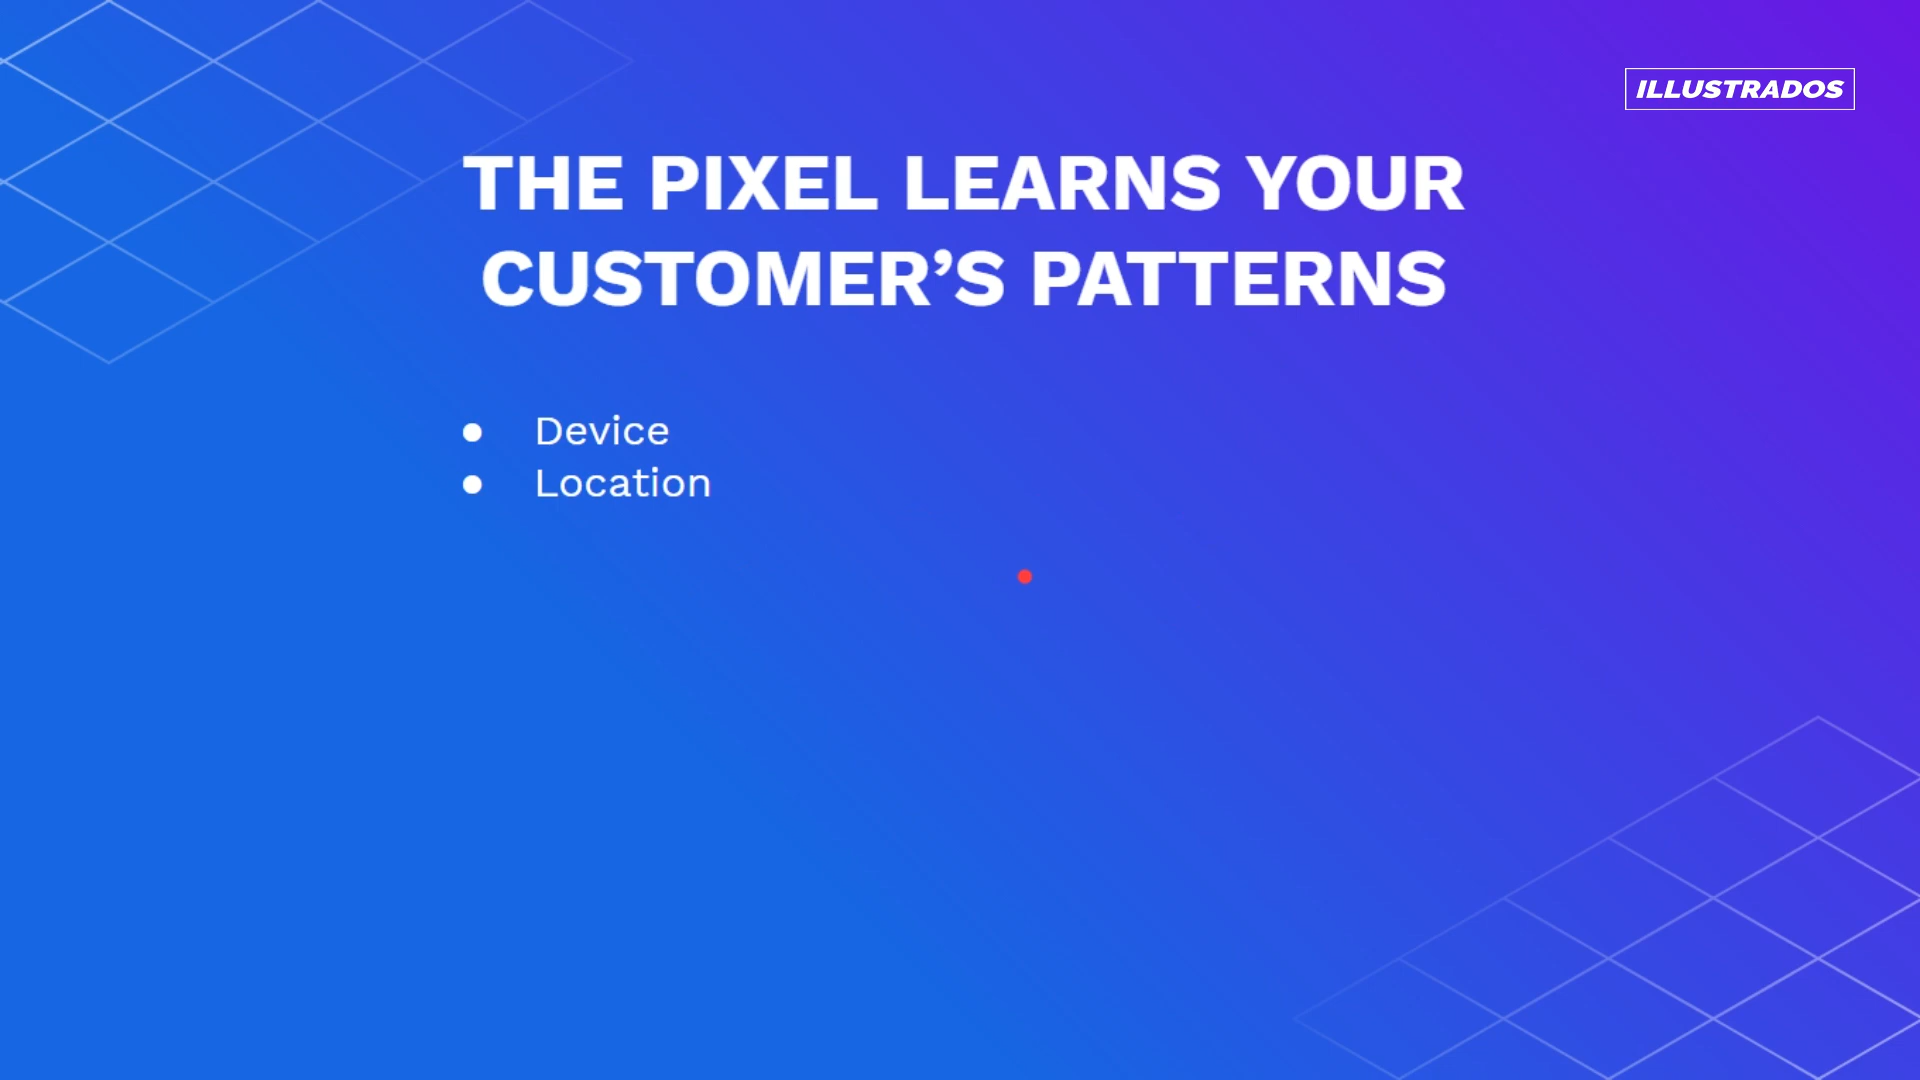 ILLUSTRADOS
THE PIXEL LEARNS YOUR
CUSTOMER’S PATTERNS
● Device
● Location